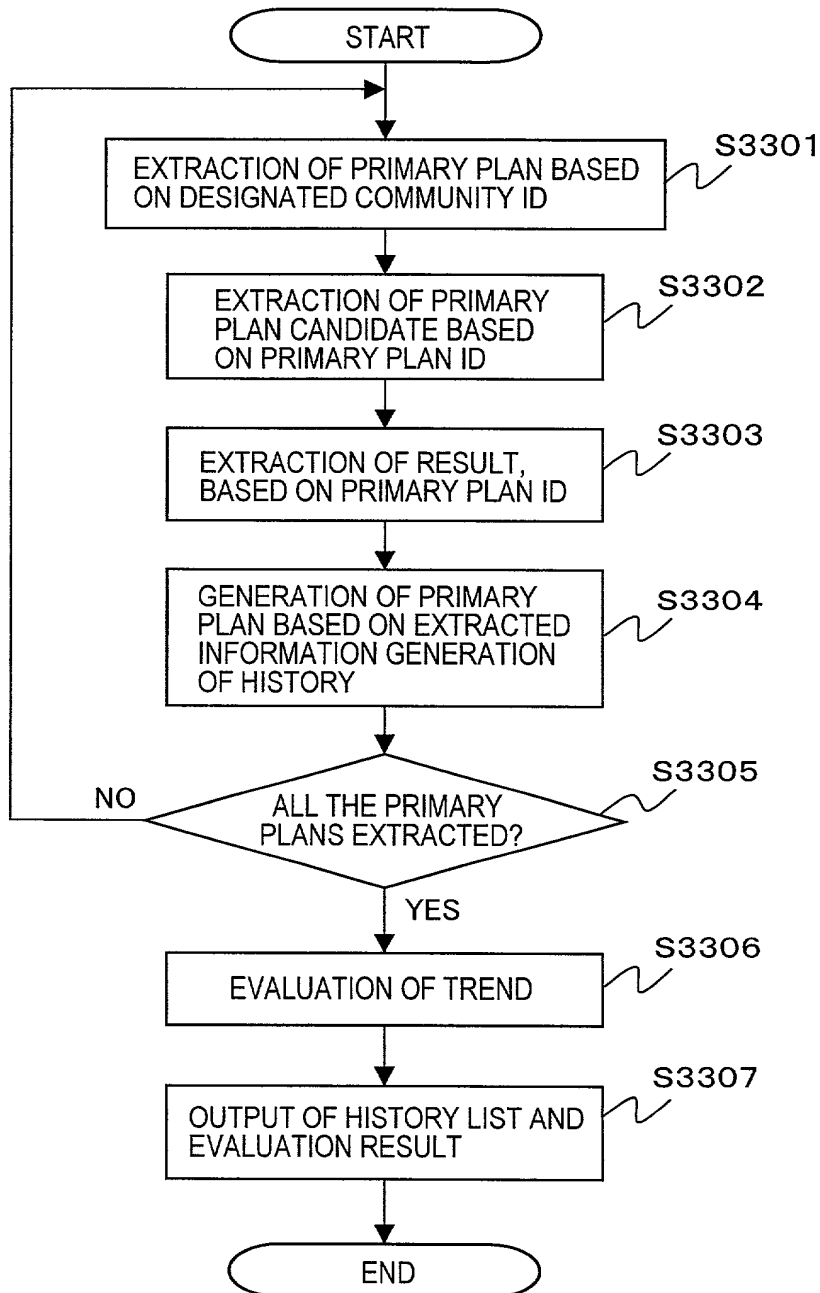 START
EXTRACTION OF PRIMARY PLAN BASED
ON DESIGNATED COMMUNITY ID
S3301
EXTRACTION OF PRIMARY
PLAN CANDIDATE BASED
ON PRIMARY PLAN ID
S3302
EXTRACTION OF RESULT,
BASED ON PRIMARY PLAN ID
S3303
GENERATION OF PRIMARY
PLAN BASED ON EXTRACTED
INFORMATION GENERATION
OF HISTORY
S3304
ALL THE PRIMARY
PLANS EXTRACTED?
S3305
NO
YES
EVALUATION OF TREND
S3306
OUTPUT OF HISTORY LIST AND
EVALUATION RESULT
S3307
END